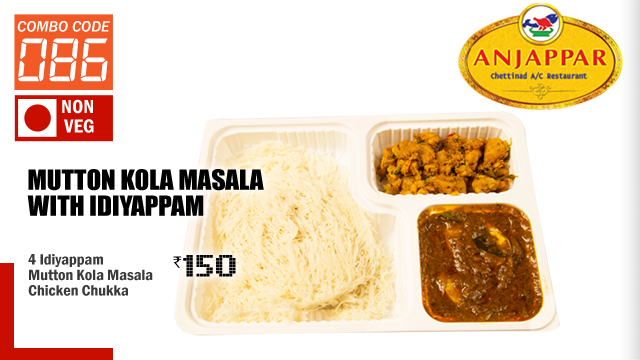 COMBO CODE
086
NON
VEG
ANJAPPAR
Chettinad A/C Restaurant
MUTTON KOLA MASALA
WITH IDIYAPPAM
4 Idiyappam
Mutton Kola Masala
Chicken Chukka
₹150